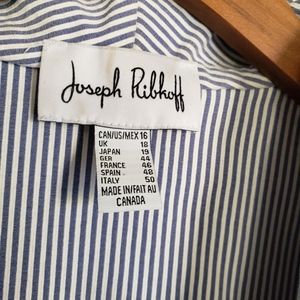 Joseph Ribkoff
CAN/US/MEX 16
UK 18
JAPAN 19
GER 44
FRANCE 46
SPAIN 48
ITALY 50
MADE IN/FAIT AU
CANADA